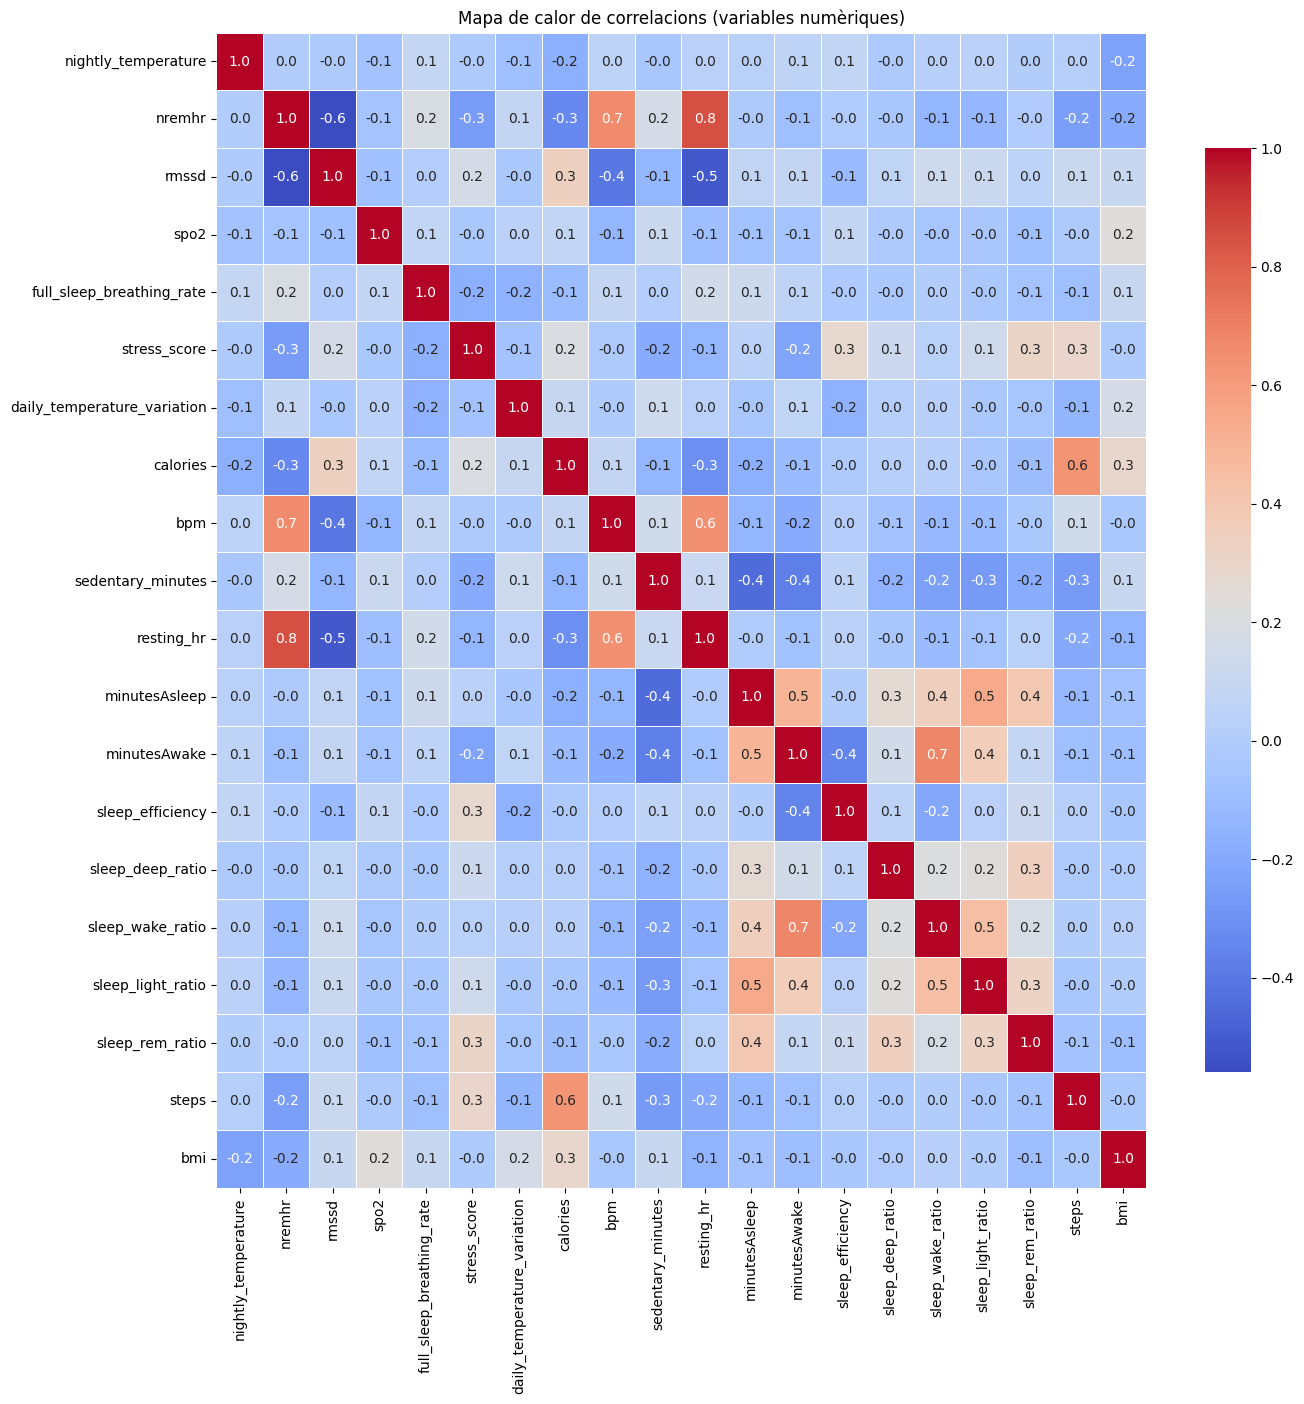 Mapa de calor de correlacions (variables numèriques)
nightly_temperature 1.0 0.0 -0.0 -0.1 0.1 -0.0 -0.1 -0.2 0.0 -0.0 0.0 0.0 0.1 0.1 -0.0 0.0 0.0 0.0 0.0 -0.2
nremhr 0.0 1.0 -0.6 -0.1 0.2 -0.3 0.1 -0.3 0.7 0.2 0.8 -0.0 -0.1 -0.0 -0.0 -0.1 -0.1 -0.0 -0.2 -0.2
rmssd -0.0 -0.6 1.0 -0.1 0.0 0.2 -0.0 0.3 -0.4 -0.1 -0.5 0.1 0.1 -0.1 0.1 0.1 0.1 0.0 0.1 0.1
spo2 -0.1 -0.1 -0.1 1.0 0.1 -0.0 0.0 0.1 -0.1 0.1 -0.1 -0.1 -0.1 0.1 -0.0 -0.0 -0.0 -0.1 -0.0 0.2
full_sleep_breathing_rate 0.1 0.2 0.0 0.1 1.0 -0.2 -0.2 -0.1 0.1 0.0 0.2 0.1 0.1 -0.0 -0.0 0.0 -0.0 -0.1 -0.1 0.1
stress_score -0.0 -0.3 0.2 -0.0 -0.2 1.0 -0.1 0.2 -0.0 -0.2 -0.1 0.0 -0.2 0.3 0.1 0.0 0.1 0.3 0.3 -0.0
daily_temperature_variation -0.1 0.1 -0.0 0.0 -0.2 -0.1 1.0 0.1 -0.0 0.1 0.0 -0.0 0.1 -0.2 0.0 0.0 -0.0 -0.0 -0.1 0.2
calories -0.2 -0.3 0.3 0.1 -0.1 0.2 0.1 1.0 0.1 -0.1 -0.3 -0.2 -0.1 -0.0 0.0 0.0 -0.0 -0.1 0.6 0.3
bpm 0.0 0.7 -0.4 -0.1 0.1 -0.0 -0.0 0.1 1.0 0.1 0.6 -0.1 -0.2 0.0 -0.1 -0.1 -0.1 -0.0 0.1 -0.0
sedentary_minutes -0.0 0.2 -0.1 0.1 0.0 -0.2 0.1 -0.1 0.1 1.0 0.1 -0.4 -0.4 0.1 -0.2 -0.2 -0.3 -0.2 -0.3 0.1
resting_hr 0.0 0.8 -0.5 -0.1 0.2 -0.1 0.0 -0.3 0.6 0.1 1.0 -0.0 -0.1 0.0 -0.0 -0.1 -0.1 0.0 -0.2 -0.1
minutesAsleep 0.0 -0.0 0.1 -0.1 0.1 0.0 -0.0 -0.2 -0.1 -0.4 -0.0 1.0 0.5 -0.0 0.3 0.4 0.5 0.4 -0.1 -0.1
minutesAwake 0.1 -0.1 0.1 -0.1 0.1 -0.2 0.1 -0.1 -0.2 -0.4 -0.1 0.5 1.0 -0.4 0.1 0.7 0.4 0.1 -0.1 -0.1
sleep_efficiency 0.1 -0.0 -0.1 0.1 -0.0 0.3 -0.2 -0.0 0.0 0.1 0.0 -0.0 -0.4 1.0 0.1 -0.2 0.0 0.1 0.0 -0.0
sleep_deep_ratio -0.0 -0.0 0.1 -0.0 -0.0 0.1 0.0 0.0 -0.1 -0.2 -0.0 0.3 0.1 0.1 1.0 0.2 0.2 0.3 -0.0 -0.0
sleep_wake_ratio 0.0 -0.1 0.1 -0.0 0.0 0.0 0.0 0.0 -0.1 -0.2 -0.1 0.4 0.7 -0.2 0.2 1.0 0.5 0.2 0.0 0.0
sleep_light_ratio 0.0 -0.1 0.1 -0.0 -0.0 0.1 -0.0 -0.0 -0.1 -0.3 -0.1 0.5 0.4 0.0 0.2 0.5 1.0 0.3 -0.0 -0.0
sleep_rem_ratio 0.0 -0.0 0.0 -0.1 -0.1 0.3 -0.0 -0.1 -0.0 -0.2 0.0 0.4 0.1 0.1 0.3 0.2 0.3 1.0 -0.1 -0.1
steps 0.0 -0.2 0.1 -0.0 -0.1 0.3 -0.1 0.6 0.1 -0.3 -0.2 -0.1 -0.1 0.0 -0.0 0.0 -0.0 -0.1 1.0 -0.0
bmi -0.2 -0.2 0.1 0.2 0.1 -0.0 0.2 0.3 -0.0 0.1 -0.1 -0.1 -0.1 -0.0 -0.0 0.0 -0.0 -0.1 -0.0 1.0
nightly_temperature
nremhr
rmssd
spo2
full_sleep_breathing_rate
stress_score
daily_temperature_variation
calories
bpm
sedentary_minutes
resting_hr
minutesAsleep
minutesAwake
sleep_efficiency
sleep_deep_ratio
sleep_wake_ratio
sleep_light_ratio
sleep_rem_ratio
steps
bmi
1.0
0.8
0.6
0.4
0.2
0.0
−0.2
−0.4